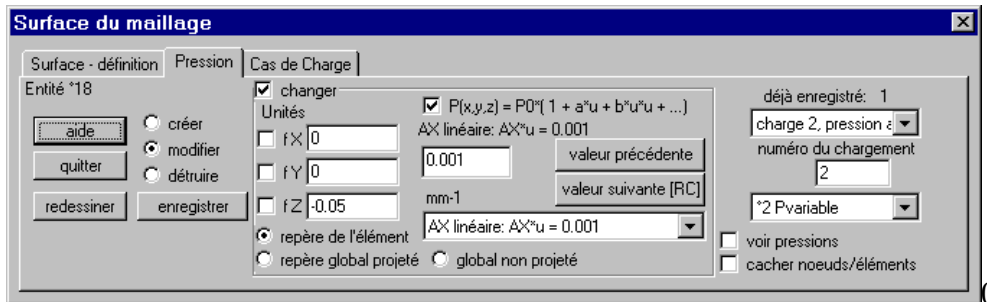 Surface du maillage
Surface - définition Pression Cas de Charge
Entité *18
aide
quitter
redessiner
enregistrer
créer
modifier
détruire
changer
Unités
fX 0
fY 0
fZ -0.05
repère de l'élément
repère global projeté
global non projeté
P(x,y,z) = P0*( 1 + a*u + b*u*u + ...)
AX linéaire: AX*u = 0.001
0.001
valeur précédente
valeur suivante [RC]
mm-1
AX linéaire: AX*u = 0.001
déjà enregistré: 1
charge 2, pression
numéro du chargement
2
*2 Pvariable
voir pressions
cacher noeuds/éléments